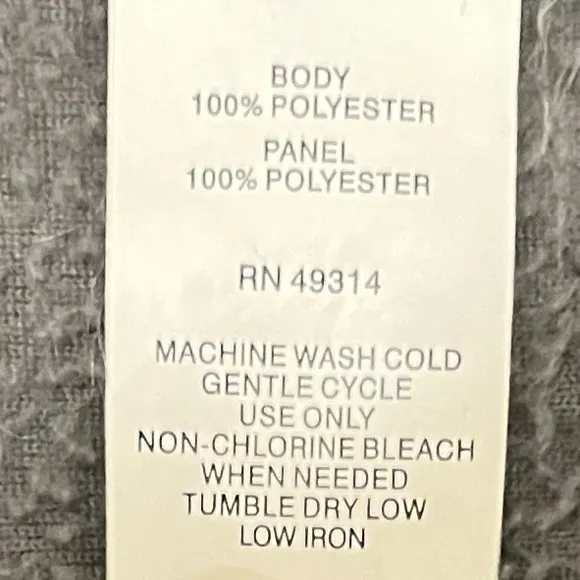 BODY
100% POLYESTER
PANEL
100% POLYESTER
RN 49314
MACHINE WASH COLD
GENTLE CYCLE
USE ONLY
NON-CHLORINE BLEACH
WHEN NEEDED
TUMBLE DRY LOW
LOW IRON